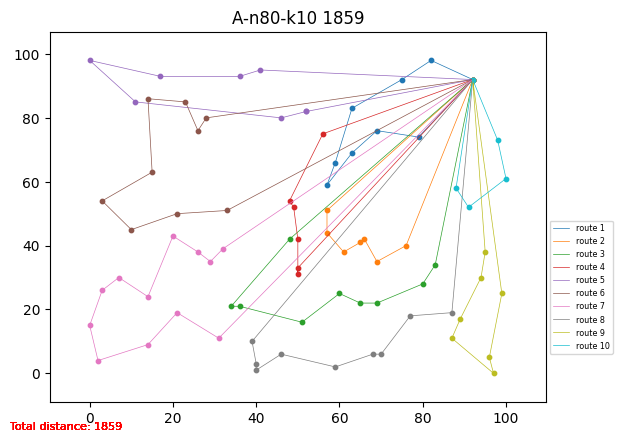 A-n80-k10 1859
100
80
60
40
20
0
0 20 40 60 80 100
route 1
route 2
route 3
route 4
route 5
route 6
route 7
route 8
route 9
route 10
Total distance: 1859